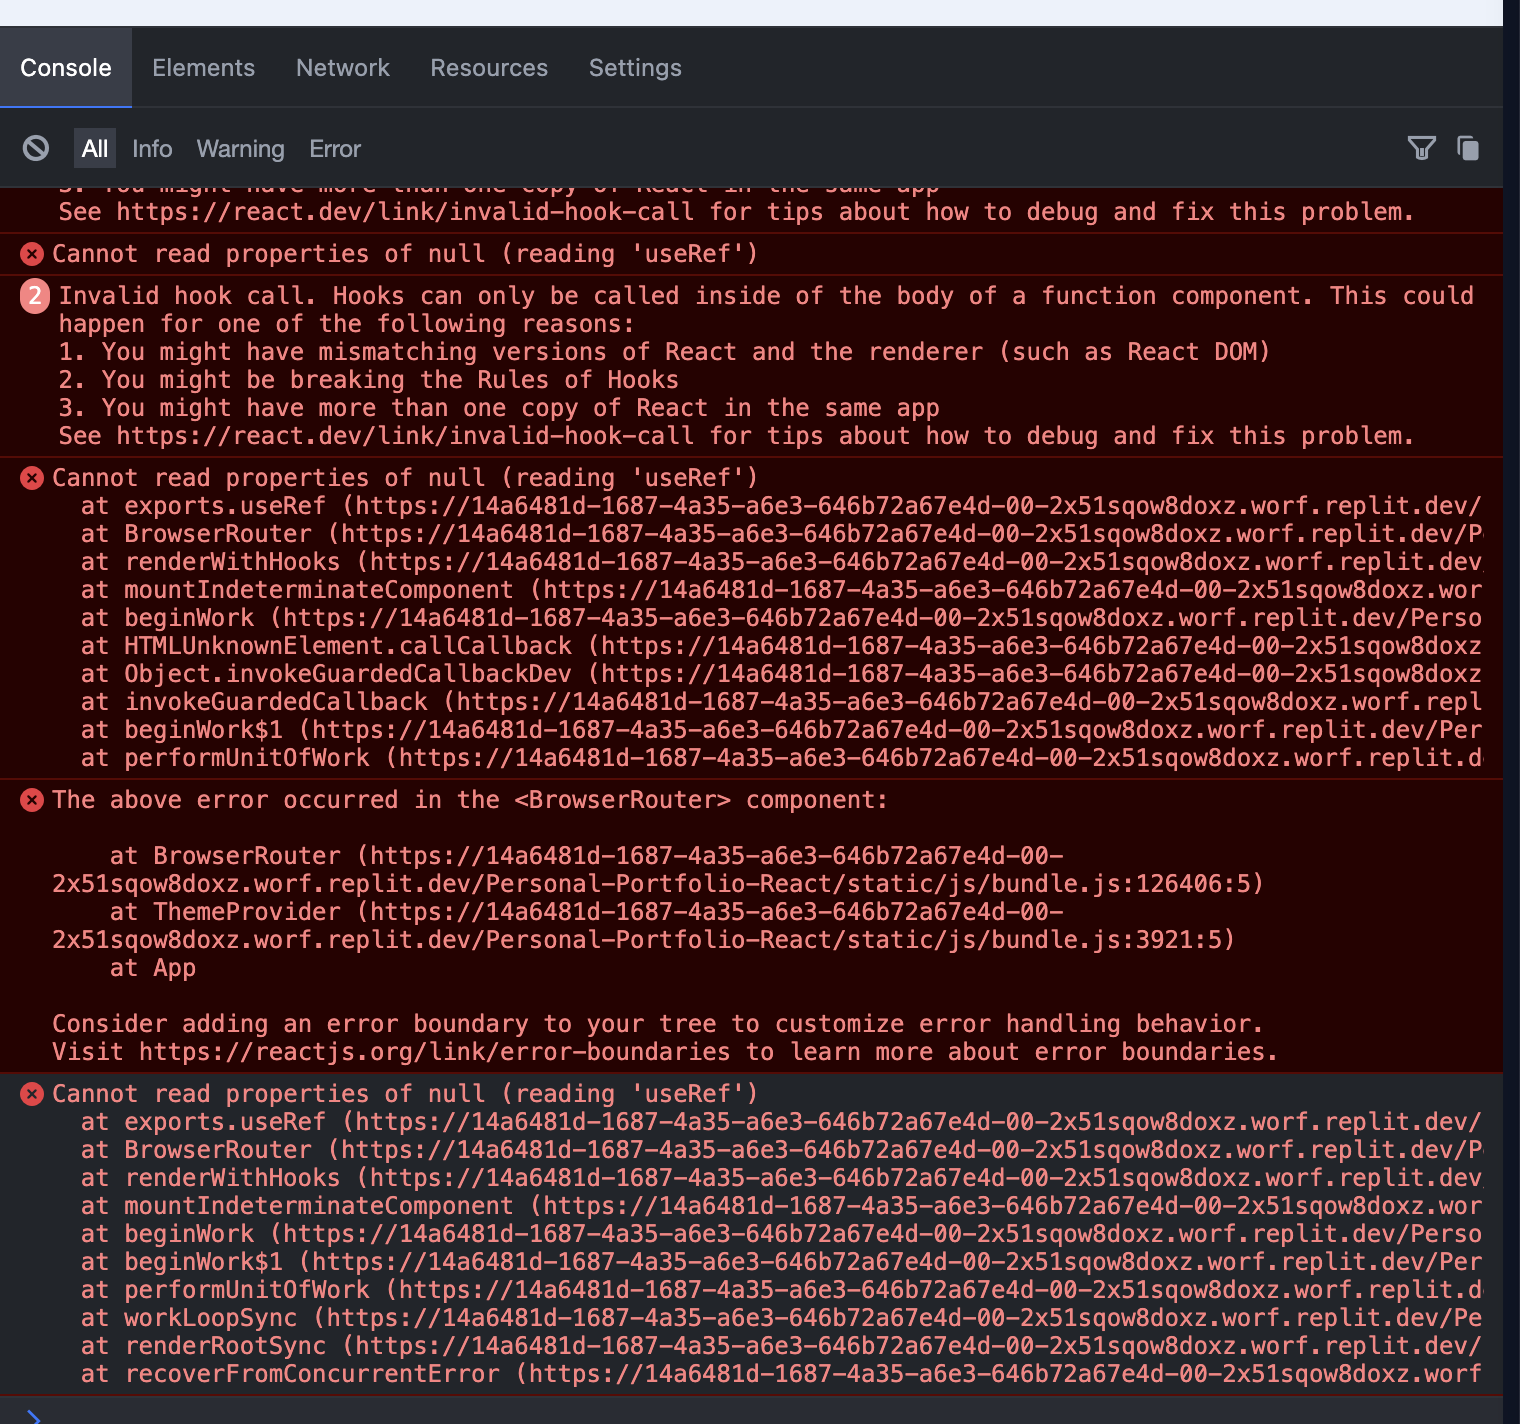 Console Elements Network Resources Settings
All Info Warning Error
3. You might have more than one copy of React in the same app
See https://react.dev/link/invalid-hook-call for tips about how to debug and fix this problem.
Cannot read properties of null (reading 'useRef')
2 Invalid hook call. Hooks can only be called inside of the body of a function component. This could
happen for one of the following reasons:
1. You might have mismatching versions of React and the renderer (such as React DOM)
2. You might be breaking the Rules of Hooks
3. You might have more than one copy of React in the same app
See https://react.dev/link/invalid-hook-call for tips about how to debug and fix this problem.
Cannot read properties of null (reading 'useRef')
at exports.useRef (https://14a6481d-1687-4a35-a6e3-646b72a67e4d-00-2x51sqow8doxz.worf.replit.dev/
at BrowserRouter (https://14a6481d-1687-4a35-a6e3-646b72a67e4d-00-2x51sqow8doxz.worf.replit.dev/P
at renderWithHooks (https://14a6481d-1687-4a35-a6e3-646b72a67e4d-00-2x51sqow8doxz.worf.replit.dev
at mountIndeterminateComponent (https://14a6481d-1687-4a35-a6e3-646b72a67e4d-00-2x51sqow8doxz.wor
at beginWork (https://14a6481d-1687-4a35-a6e3-646b72a67e4d-00-2x51sqow8doxz.worf.replit.dev/Perso
at HTMLUnknownElement.callCallback (https://14a6481d-1687-4a35-a6e3-646b72a67e4d-00-2x51sqow8doxz
at Object.invokeGuardedCallbackDev (https://14a6481d-1687-4a35-a6e3-646b72a67e4d-00-2x51sqow8doxz
at invokeGuardedCallback (https://14a6481d-1687-4a35-a6e3-646b72a67e4d-00-2x51sqow8doxz.worf.repl
at beginWork$1 (https://14a6481d-1687-4a35-a6e3-646b72a67e4d-00-2x51sqow8doxz.worf.replit.dev/Per
at performUnitOfWork (https://14a6481d-1687-4a35-a6e3-646b72a67e4d-00-2x51sqow8doxz.worf.replit.d
The above error occurred in the <BrowserRouter> component:
at BrowserRouter (https://14a6481d-1687-4a35-a6e3-646b72a67e4d-00-
2x51sqow8doxz.worf.replit.dev/Personal-Portfolio-React/static/js/bundle.js:126406:5)
at ThemeProvider (https://14a6481d-1687-4a35-a6e3-646b72a67e4d-00-
2x51sqow8doxz.worf.replit.dev/Personal-Portfolio-React/static/js/bundle.js:3921:5)
at App
Consider adding an error boundary to your tree to customize error handling behavior.
Visit https://reactjs.org/link/error-boundaries to learn more about error boundaries.
Cannot read properties of null (reading 'useRef')
at exports.useRef (https://14a6481d-1687-4a35-a6e3-646b72a67e4d-00-2x51sqow8doxz.worf.replit.dev/
at BrowserRouter (https://14a6481d-1687-4a35-a6e3-646b72a67e4d-00-2x51sqow8doxz.worf.replit.dev/P
at renderWithHooks (https://14a6481d-1687-4a35-a6e3-646b72a67e4d-00-2x51sqow8doxz.worf.replit.dev
at mountIndeterminateComponent (https://14a6481d-1687-4a35-a6e3-646b72a67e4d-00-2x51sqow8doxz.wor
at beginWork (https://14a6481d-1687-4a35-a6e3-646b72a67e4d-00-2x51sqow8doxz.worf.replit.dev/Perso
at beginWork$1 (https://14a6481d-1687-4a35-a6e3-646b72a67e4d-00-2x51sqow8doxz.worf.replit.dev/Per
at performUnitOfWork (https://14a6481d-1687-4a35-a6e3-646b72a67e4d-00-2x51sqow8doxz.worf.replit.d
at workLoopSync (https://14a6481d-1687-4a35-a6e3-646b72a67e4d-00-2x51sqow8doxz.worf.replit.dev/Pe
at renderRootSync (https://14a6481d-1687-4a35-a6e3-646b72a67e4d-00-2x51sqow8doxz.worf.replit.dev/
at recoverFromConcurrentError (https://14a6481d-1687-4a35-a6e3-646b72a67e4d-00-2x51sqow8doxz.worf